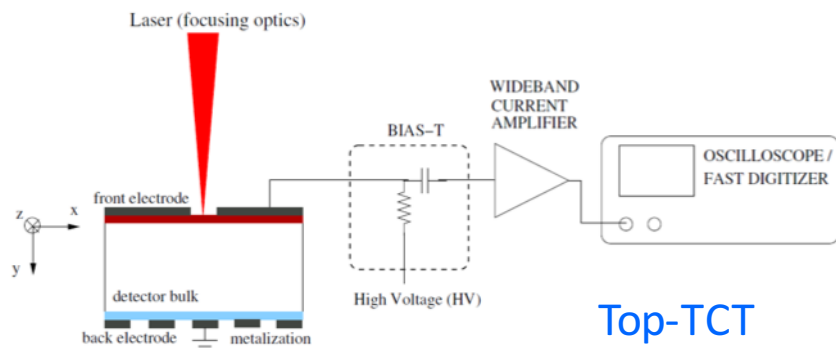 Laser (focusing optics)
WIDEBAND
CURRENT
AMPLIFIER
BIAS–T
OSCILLOSCOPE /
FAST DIGITIZER
front electrode
z
x
y
detector bulk
High Voltage (HV)
back electrode
metalization
Top-TCT